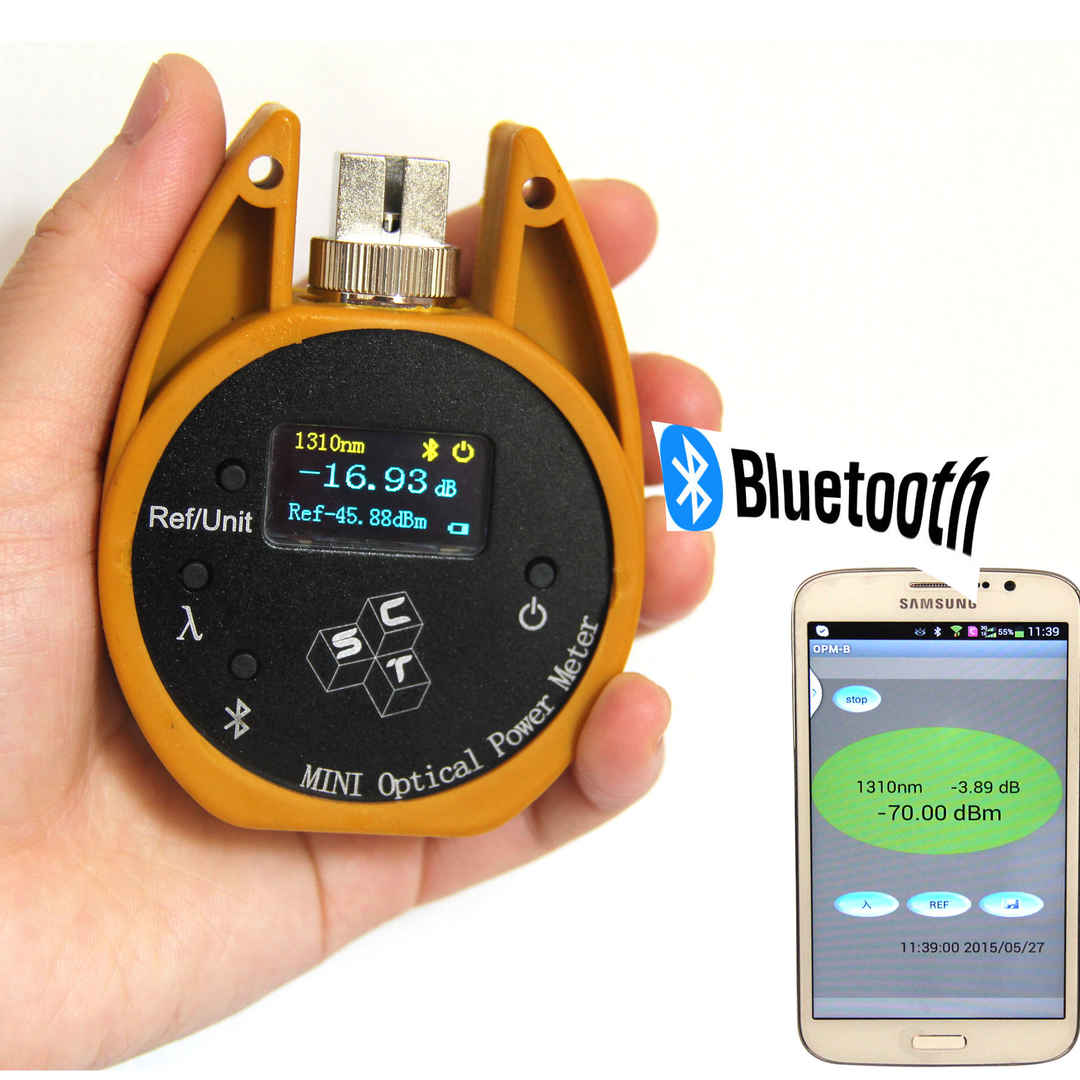 1310nm
-16.93 dB
Ref-45.88dBm
Ref/Unit
λ
S C T
MINI Optical Power Meter
Bluetooth
SAMSUNG
55% 11:39
OPM-B
stop
1310nm -3.89 dB
-70.00 dBm
λ REF
11:39:00 2015/05/27